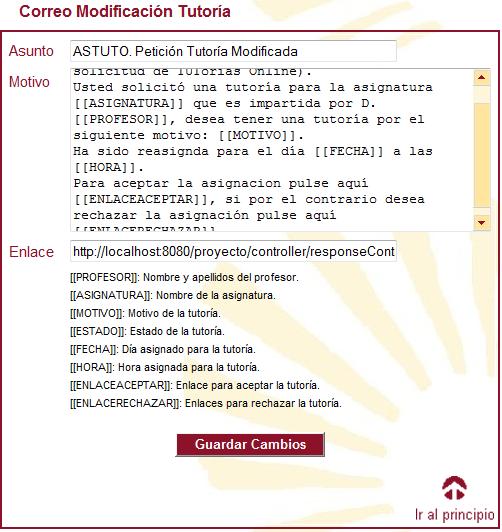 Correo Modificación Tutoría
Asunto
ASTUTO. Petición Tutoría Modificada
Motivo
solicitud de Tutorías Online).
Usted solicitó una tutoría para la asignatura
[[ASIGNATURA]] que es impartida por D.
[[PROFESOR]], desea tener una tutoría por el
siguiente motivo: [[MOTIVO]].
Ha sido reasignda para el día [[FECHA]] a las
[[HORA]].
Para aceptar la asignacion pulse aquí
[[ENLACEACEPTAR]], si por el contrario desea
rechazar la asignación pulse aquí
[[ENLACERECHAZAR]]
Enlace
http://localhost:8080/proyecto/controller/responseCont
[[PROFESOR]]: Nombre y apellidos del profesor.
[[ASIGNATURA]]: Nombre de la asignatura.
[[MOTIVO]]: Motivo de la tutoría.
[[ESTADO]]: Estado de la tutoría.
[[FECHA]]: Día asignado para la tutoría.
[[HORA]]: Hora asignada para la tutoría.
[[ENLACEACEPTAR]]: Enlace para aceptar la tutoría.
[[ENLACERECHAZAR]]: Enlaces para rechazar la tutoría.
Guardar Cambios
Ir al principio